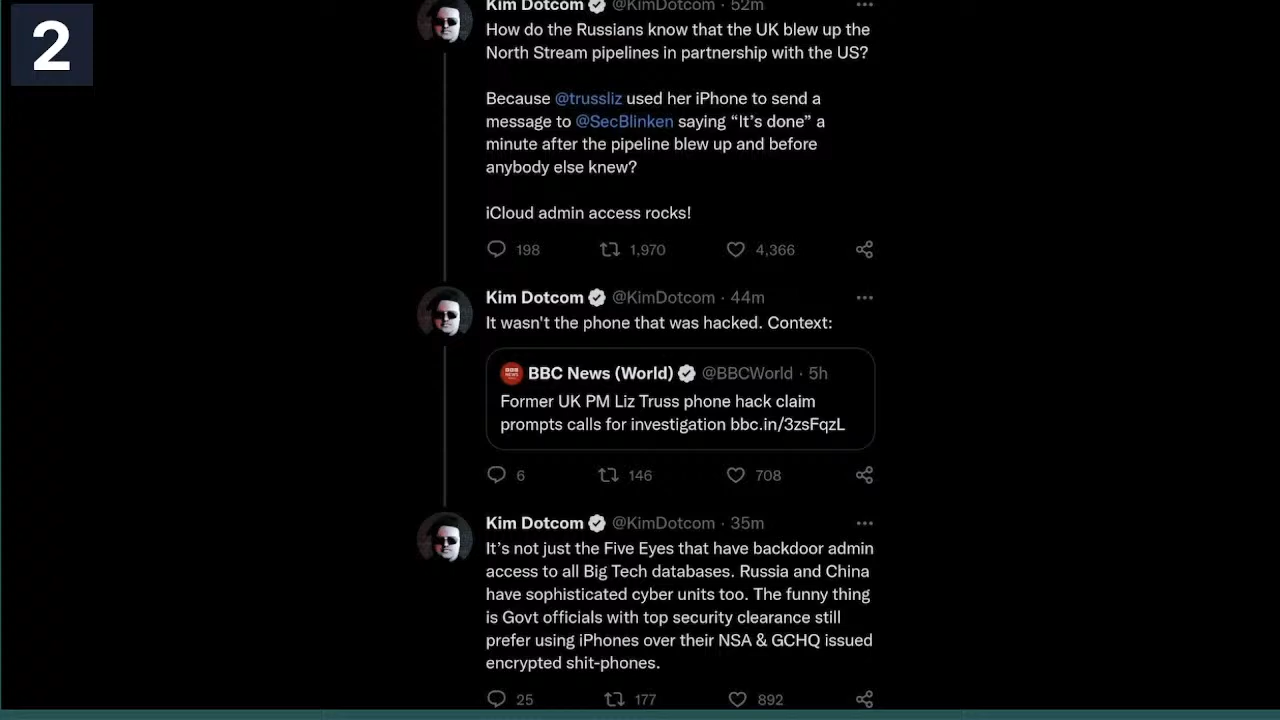 2
Kim Dotcom @KimDotcom · 52m
How do the Russians know that the UK blew up the
North Stream pipelines in partnership with the US?
Because @trussliz used her iPhone to send a
message to @SecBlinken saying “It’s done” a
minute after the pipeline blew up and before
anybody else knew?
iCloud admin access rocks!
198 1,970 4,366
Kim Dotcom @KimDotcom · 44m
It wasn't the phone that was hacked. Context:
BBC NEWS BBC News (World) @BBCWorld · 5h
Former UK PM Liz Truss phone hack claim
prompts calls for investigation bbc.in/3zsFqzL
6 146 708
Kim Dotcom @KimDotcom · 35m
It’s not just the Five Eyes that have backdoor admin
access to all Big Tech databases. Russia and China
have sophisticated cyber units too. The funny thing
is Govt officials with top security clearance still
prefer using iPhones over their NSA & GCHQ issued
encrypted shit-phones.
25 177 892